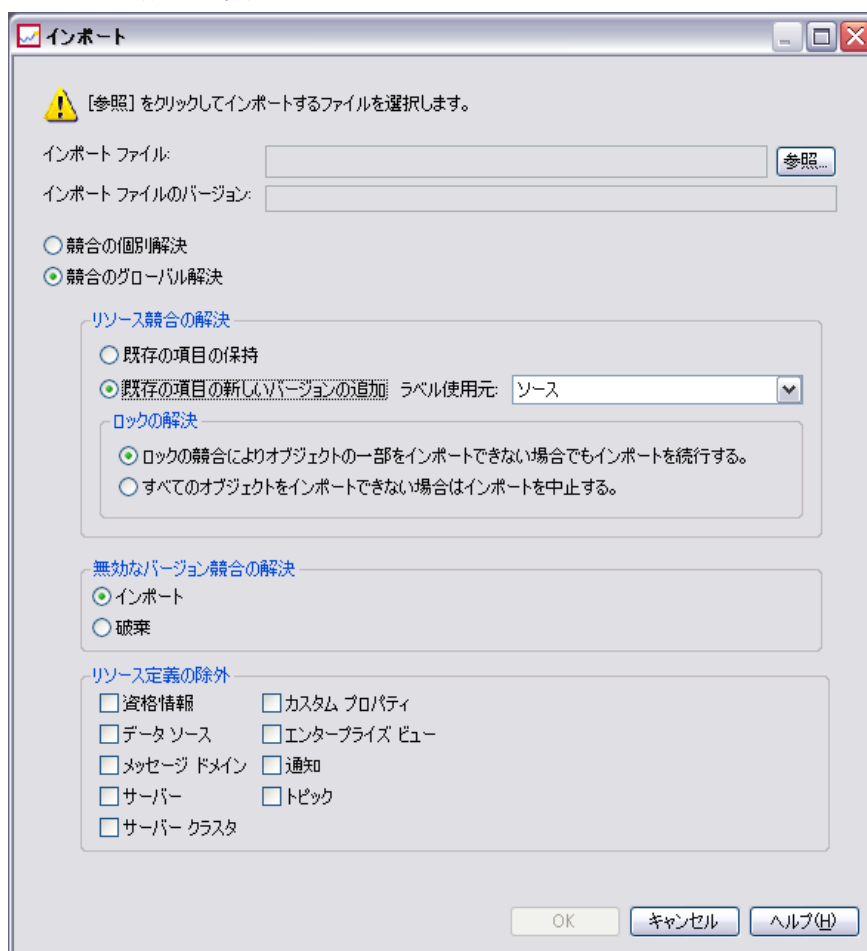 インポート
[参照] をクリックしてインポートするファイルを選択します。
インポート ファイル:
参照...
インポート ファイルのバージョン:
競合の個別解決
競合のグローバル解決
リソース競合の解決
既存の項目の保持
既存の項目の新しいバージョンの追加 ラベル使用元: ソース
ロックの解決
ロックの競合によりオブジェクトの一部をインポートできない場合でもインポートを続行する。
すべてのオブジェクトをインポートできない場合はインポートを中止する。
無効なバージョン競合の解決
インポート
破棄
リソース定義の除外
資格情報 カスタム プロパティ
データ ソース エンタープライズ ビュー
メッセージ ドメイン 通知
サーバー トピック
サーバー クラスタ
OK キャンセル ヘルプ(H)